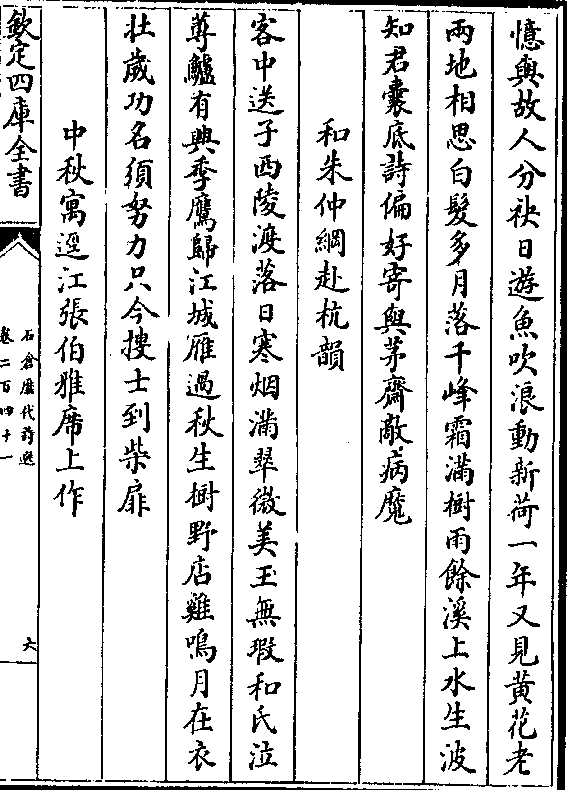 憶與故人分袂日遊魚吹浪動新荷一年又見黃花老
兩地相思白髮多月落千峰霜滿樹雨餘溪上水生波
知君囊底詩偏好寄與茅齋敵病魔
和朱仲綱赴杭韻
客中送子西陵渡落日寒烟滿翠微美玉無瑕和氏泣
蓴鱸有興季鷹歸江城雁過秋生樹野店雞鳴月在衣
壯歲功名須努力只今搜士到柴扉
中秋寓逕江張伯雅席上作
欽定四庫全書
石倉歷代詩選
卷二百四十一
六